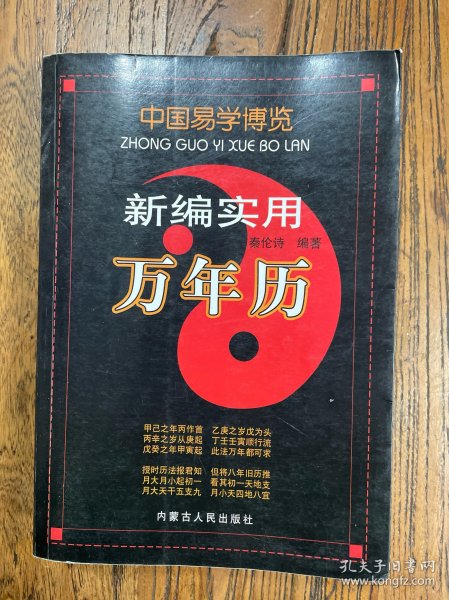 中国易学博览
ZHONG GUO YI XUE BO LAN
新编实用
秦伦诗 编著
万年历
甲己之年丙作首 乙庚之岁戊为头
丙辛之岁从庚起 丁壬壬寅顺行流
戊癸之年甲寅起 此法万年都可求
授时历法报君知 但将八年旧历推
月大月小起初一 看其初一天地支
月大天干五支九 月小天四地八宜
内蒙古人民出版社
孔夫子旧书网
www.kongfz.com